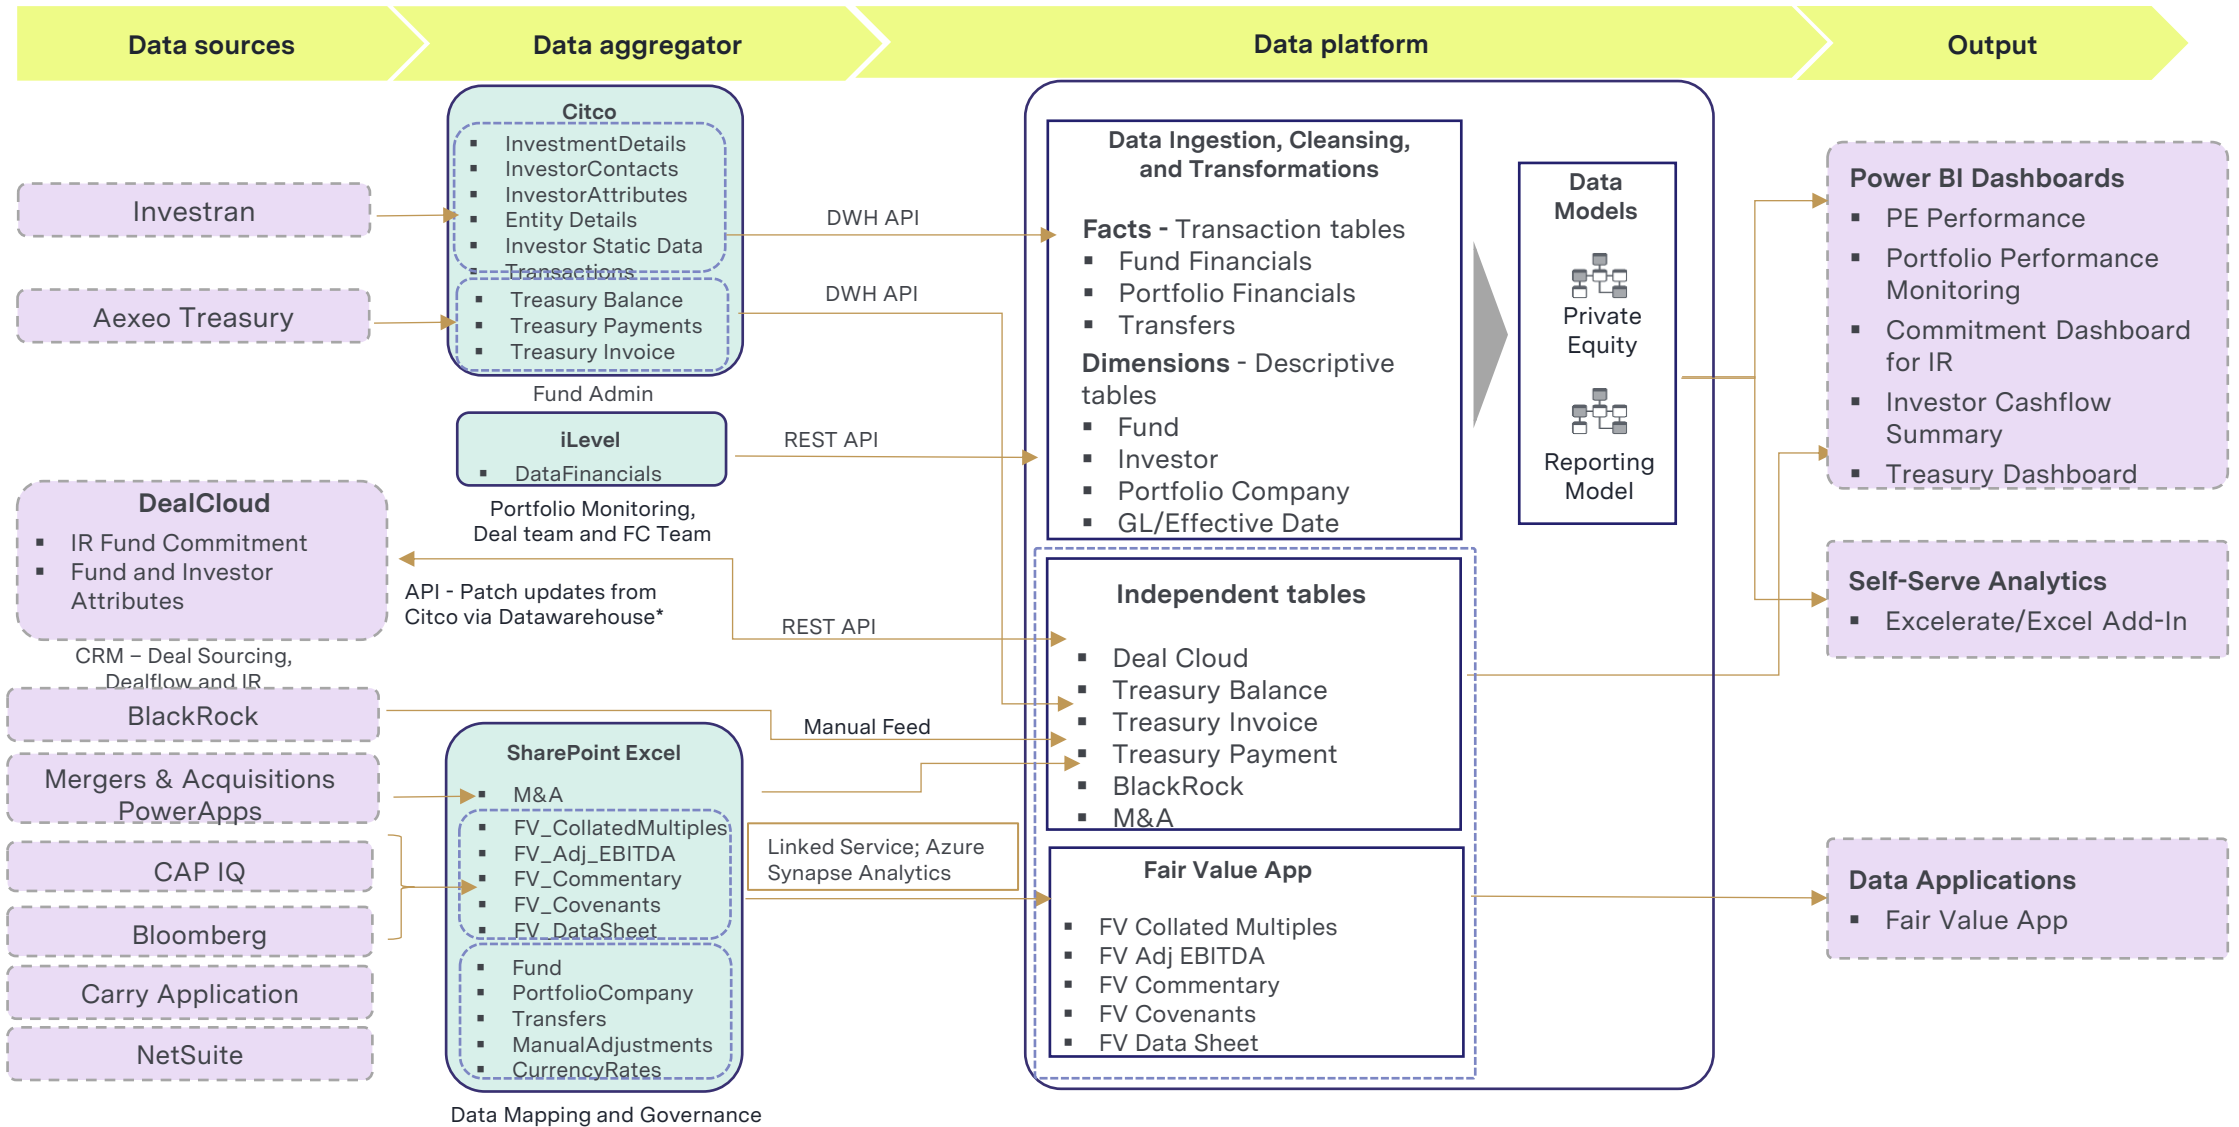 Data sources
Data aggregator
Data platform
Output
Investran
Aexeo Treasury
DealCloud
▪ IR Fund Commitment
▪ Fund and Investor
Attributes
CRM – Deal Sourcing,
Dealflow and IR
BlackRock
Mergers & Acquisitions
PowerApps
CAP IQ
Bloomberg
Carry Application
NetSuite
Citco
▪ InvestmentDetails
▪ InvestorContacts
▪ InvestorAttributes
▪ Entity Details
▪ Investor Static Data
▪ Transactions
▪ Treasury Balance
▪ Treasury Payments
▪ Treasury Invoice
Fund Admin
iLevel
▪ DataFinancials
Portfolio Monitoring,
Deal team and FC Team
API - Patch updates from
Citco via Datawarehouse*
SharePoint Excel
▪ M&A
▪ FV_CollatedMultiples
▪ FV_Adj_EBITDA
▪ FV_Commentary
▪ FV_Covenants
▪ FV_DataSheet
▪ Fund
▪ PortfolioCompany
▪ Transfers
▪ ManualAdjustments
▪ CurrencyRates
Data Mapping and Governance
DWH API
DWH API
REST API
REST API
Manual Feed
Linked Service; Azure
Synapse Analytics
Data Ingestion, Cleansing,
and Transformations
Facts - Transaction tables
▪ Fund Financials
▪ Portfolio Financials
▪ Transfers
Dimensions - Descriptive
tables
▪ Fund
▪ Investor
▪ Portfolio Company
▪ GL/Effective Date
Independent tables
▪ Deal Cloud
▪ Treasury Balance
▪ Treasury Invoice
▪ Treasury Payment
▪ BlackRock
▪ M&A
Fair Value App
▪ FV Collated Multiples
▪ FV Adj EBITDA
▪ FV Commentary
▪ FV Covenants
▪ FV Data Sheet
Data
Models
Private
Equity
Reporting
Model
Power BI Dashboards
▪ PE Performance
▪ Portfolio Performance
Monitoring
▪ Commitment Dashboard
for IR
▪ Investor Cashflow
Summary
▪ Treasury Dashboard
Self-Serve Analytics
▪ Excelerate/Excel Add-In
Data Applications
▪ Fair Value App